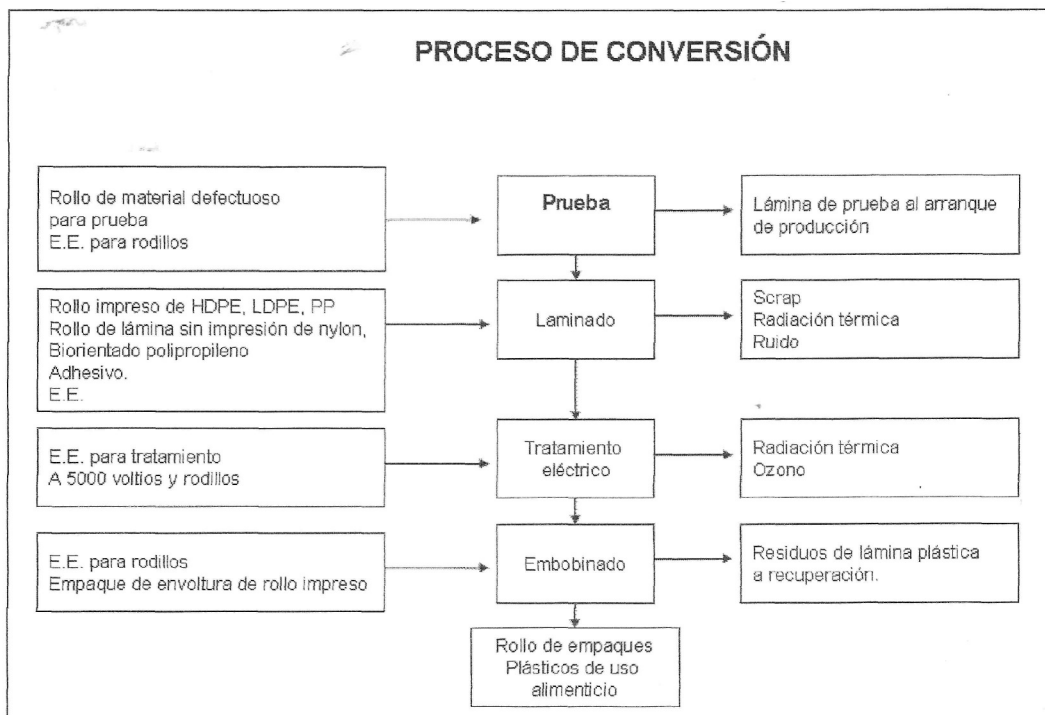 PROCESO DE CONVERSIÓN
Rollo de material defectuoso
para prueba
E.E. para rodillos
Prueba
Lámina de prueba al arranque
de producción
Rollo impreso de HDPE, LDPE, PP
Rollo de lámina sin impresión de nylon,
Biorientado polipropileno
Adhesivo.
E.E.
Laminado
Scrap
Radiación térmica
Ruido
E.E. para tratamiento
A 5000 voltios y rodillos
Tratamiento
eléctrico
Radiación térmica
Ozono
E.E. para rodillos
Empaque de envoltura de rollo impreso
Embobinado
Residuos de lámina plástica
a recuperación.
Rollo de empaques
Plásticos de uso
alimenticio